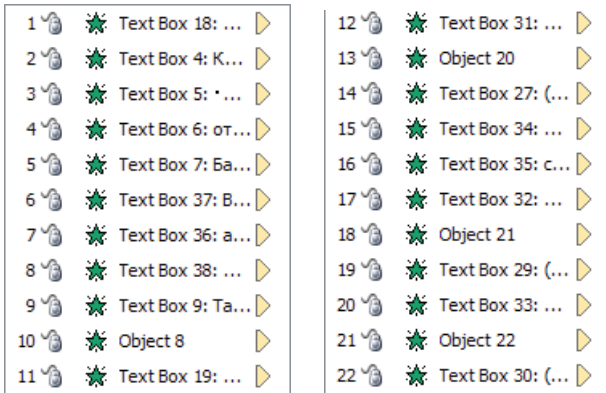 1 Text Box 18: ...
2 Text Box 4: К...
3 Text Box 5: •...
4 Text Box 6: от...
5 Text Box 7: Ба...
6 Text Box 37: В...
7 Text Box 36: а...
8 Text Box 38: ...
9 Text Box 9: Та...
10 Object 8
11 Text Box 19: ...
12 Text Box 31: ...
13 Object 20
14 Text Box 27: (...
15 Text Box 34: ...
16 Text Box 35: с...
17 Text Box 32: ...
18 Object 21
19 Text Box 29: (...
20 Text Box 33: ...
21 Object 22
22 Text Box 30: (...